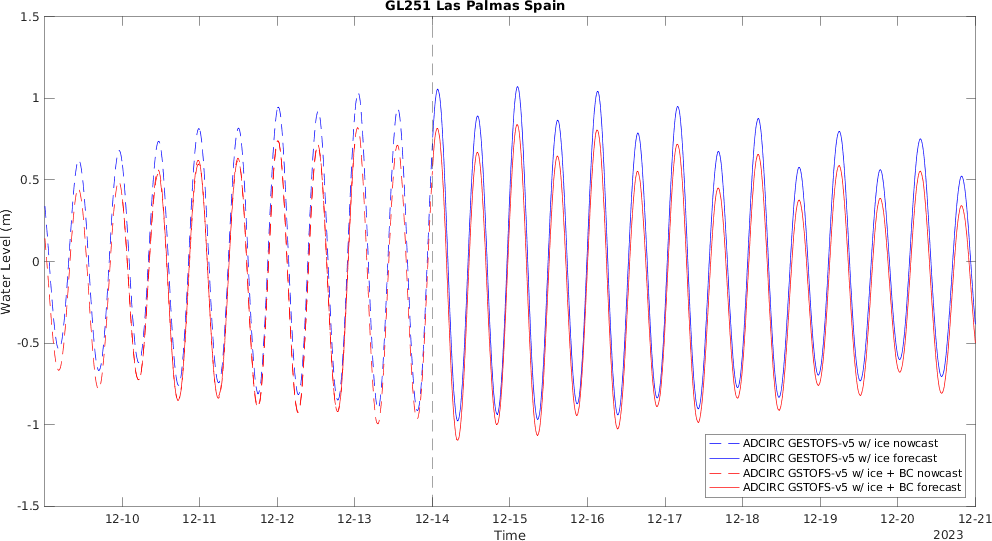 GL251 Las Palmas Spain
1.5
1
0.5
0
-0.5
-1
-1.5
Water Level (m)
ADCIRC GESTOFS-v5 w/ ice nowcast
ADCIRC GESTOFS-v5 w/ ice forecast
ADCIRC GSTOFS-v5 w/ ice + BC nowcast
ADCIRC GSTOFS-v5 w/ ice + BC forecast
12-10 12-11 12-12 12-13 12-14 12-15 12-16 12-17 12-18 12-19 12-20 12-21
Time
2023